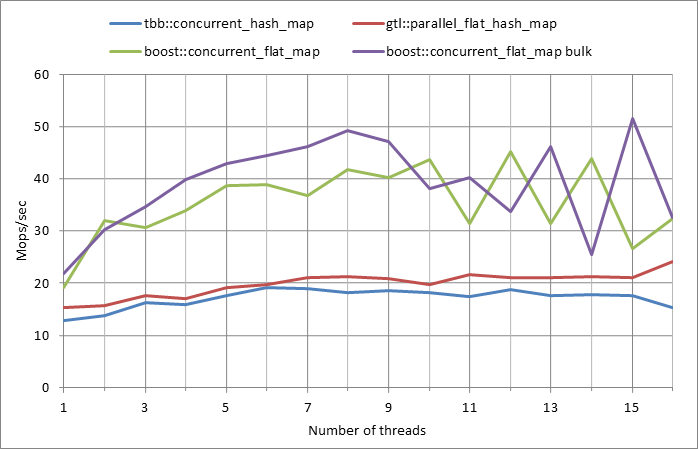 tbb::concurrent_hash_map gtl::parallel_flat_hash_map
boost::concurrent_flat_map boost::concurrent_flat_map bulk
60
50
40
30
20
10
0
Mops/sec
1 3 5 7 9 11 13 15
Number of threads